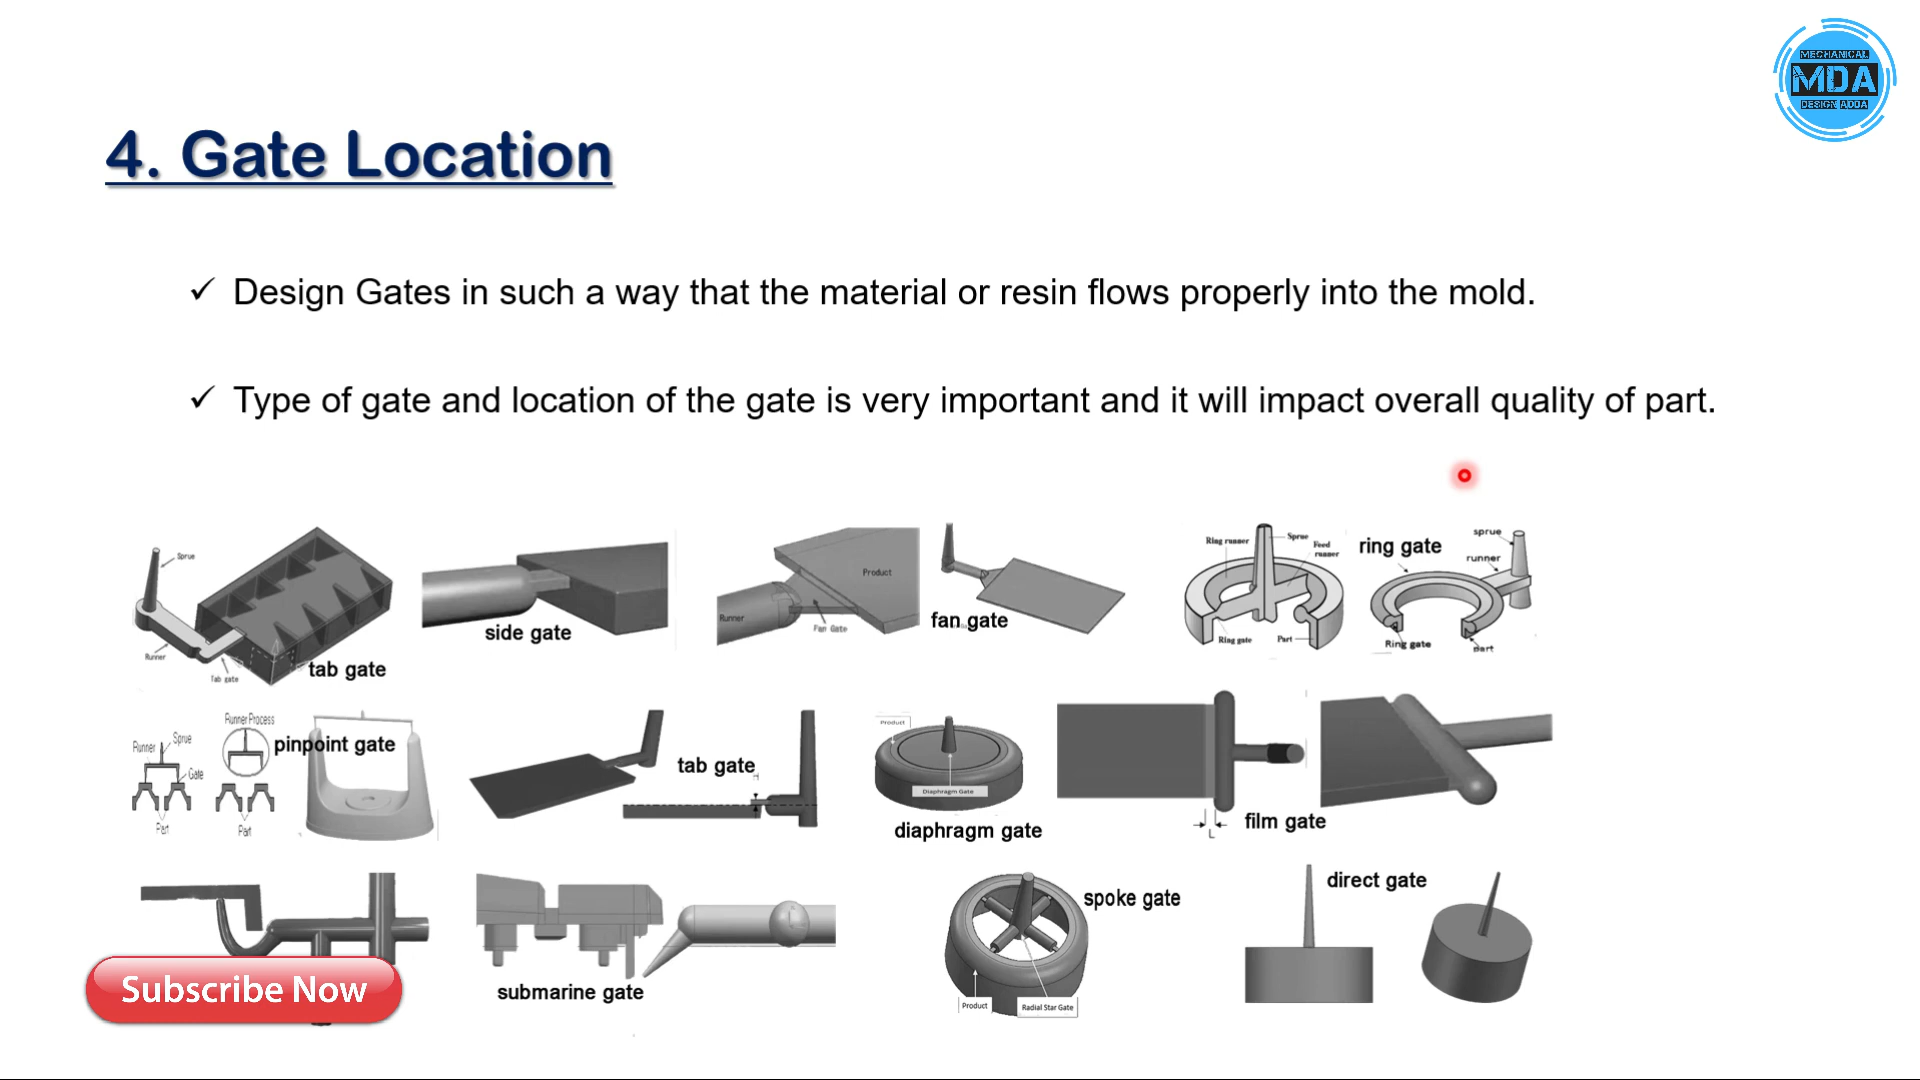 MECHANICAL
MDA
DESIGN ADDA
4. Gate Location
✓ Design Gates in such a way that the material or resin flows properly into the mold.
✓ Type of gate and location of the gate is very important and it will impact overall quality of part.
Sprue
Runner
Tab gate
tab gate
side gate
Product
Runner
Fan Gate
fan gate
Ring runner
Sprue
Feed
runner
Ring gate
Part
ring gate
sprue
runner
Ring gate
part
Runner
Sprue
Gate
Part
Runner Process
Part
pinpoint gate
tab gate
H
Product
Diaphragm Gate
diaphragm gate
L
film gate
Subscribe Now
submarine gate
spoke gate
Product
Radial Star Gate
direct gate